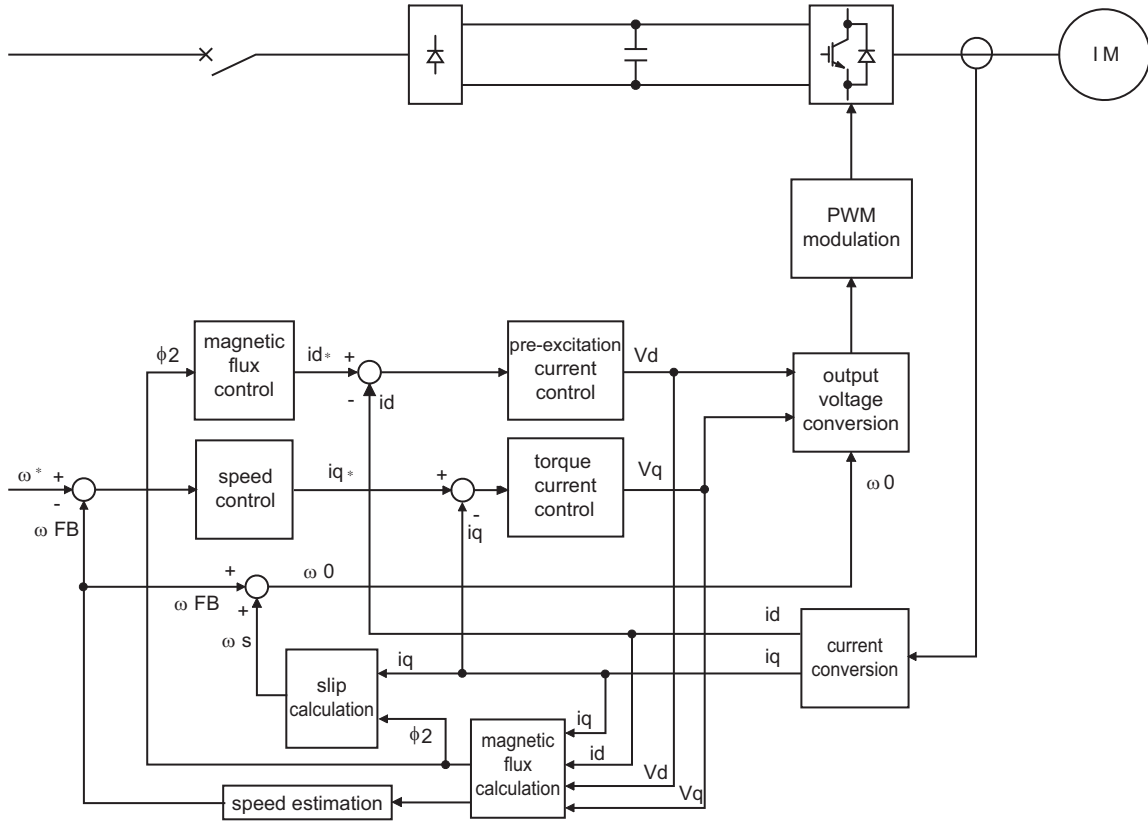 IM
PWM
modulation
ϕ2
magnetic
flux
control
id*
+
-
id
pre-excitation
current
control
Vd
output
voltage
conversion
ω*
+
-
ω FB
speed
control
iq*
+
-
iq
torque
current
control
Vq
ω 0
+
ω FB
+
ω s
ω 0
id
iq
current
conversion
slip
calculation
iq
ϕ2
magnetic
flux
calculation
iq
id
Vd
Vq
speed estimation